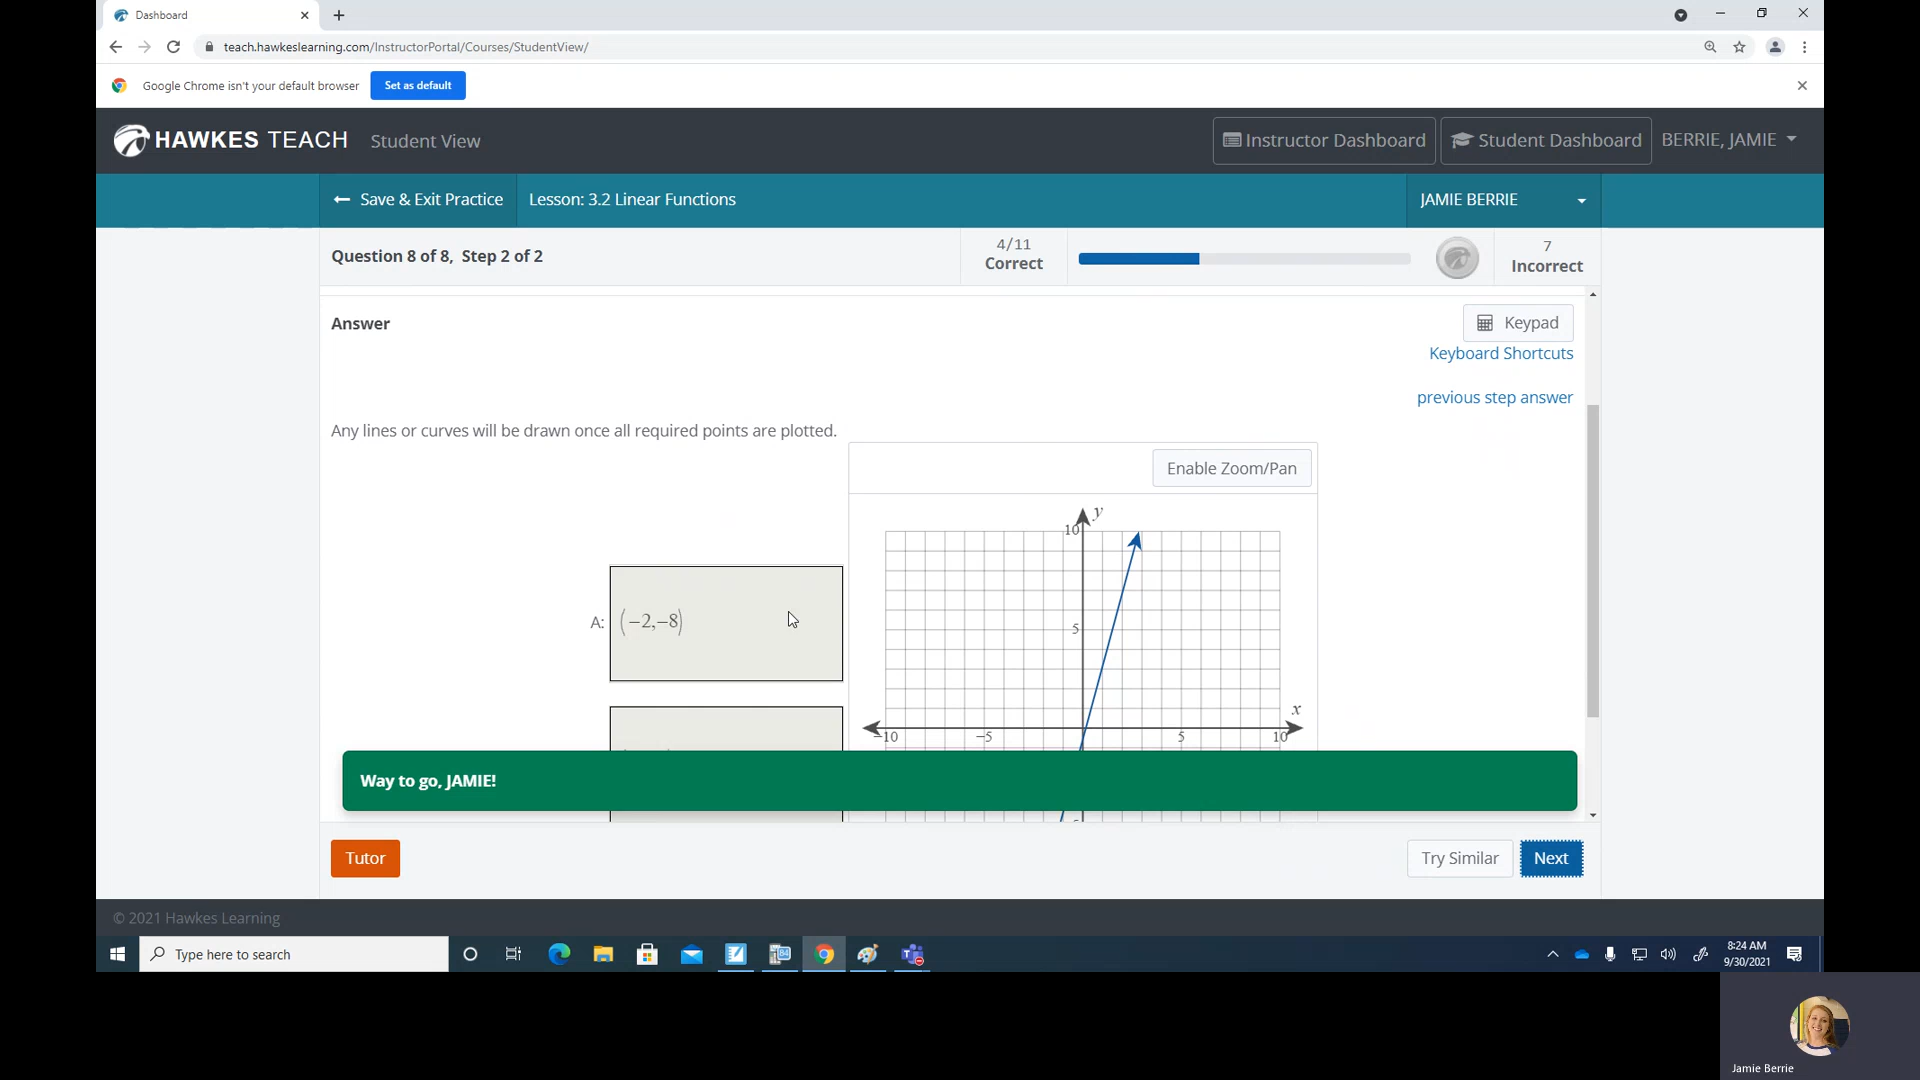 Dashboard
teach.hawkeslearning.com/InstructorPortal/Courses/StudentView/
Google Chrome isn't your default browser
Set as default
HAWKES TEACH
Student View
Instructor Dashboard
Student Dashboard
BERRIE, JAMIE
Save & Exit Practice
Lesson: 3.2 Linear Functions
JAMIE BERRIE
Question 8 of 8, Step 2 of 2
4/11
Correct
7
Incorrect
Answer
Keypad
Keyboard Shortcuts
previous step answer
Any lines or curves will be drawn once all required points are plotted.
Enable Zoom/Pan
y
10
A: (−2,−8)
5
x
−10
−5
5
10
Way to go, JAMIE!
Tutor
Try Similar
Next
© 2021 Hawkes Learning
Type here to search
8:24 AM
9/30/2021
Jamie Berrie